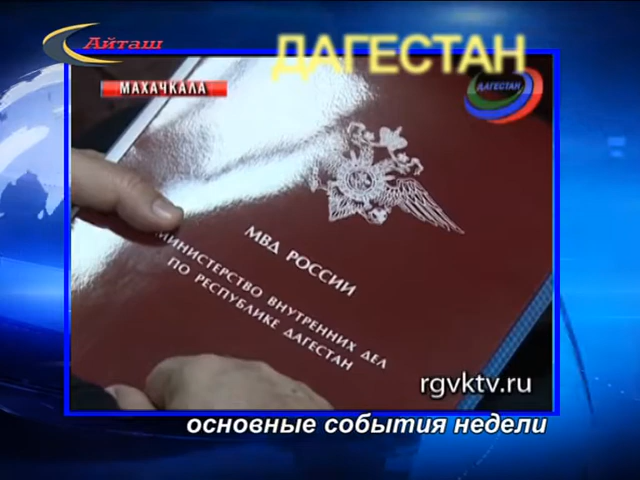 Айташ
ДАГЕСТАН
МАХАЧКАЛА
ДАГЕСТАН
МВД РОССИИ
МИНИСТЕРСТВО ВНУТРЕННИХ ДЕЛ
ПО РЕСПУБЛИКЕ ДАГЕСТАН
rgvktv.ru
основные события недели